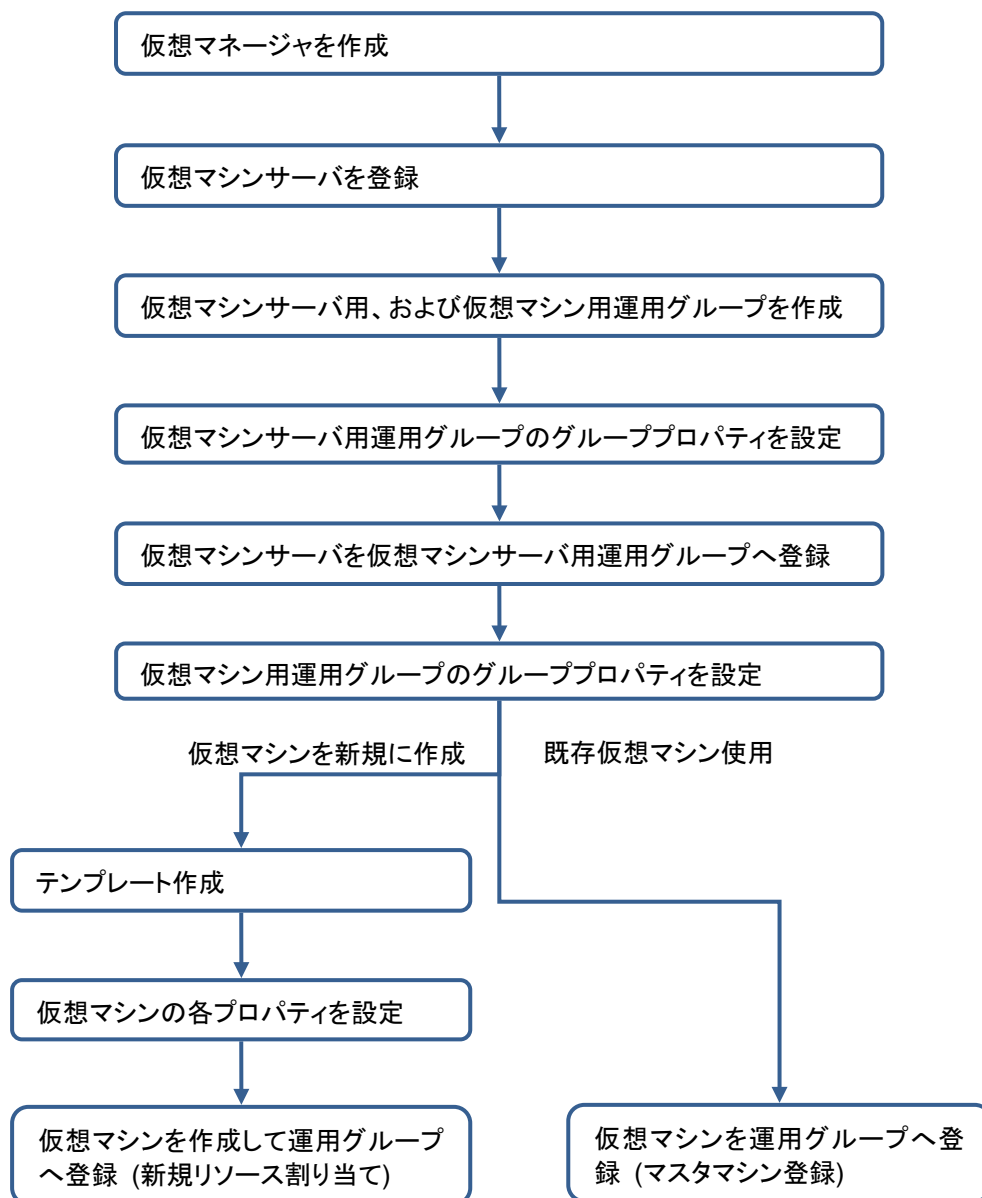 仮想マネージャを作成
仮想マシンサーバを登録
仮想マシンサーバ用、および仮想マシン用運用グループを作成
仮想マシンサーバ用運用グループのグループプロパティを設定
仮想マシンサーバを仮想マシンサーバ用運用グループへ登録
仮想マシン用運用グループのグループプロパティを設定
仮想マシンを新規に作成
既存仮想マシン使用
テンプレート作成
仮想マシンの各プロパティを設定
仮想マシンを作成して運用グループ
へ登録 (新規リソース割り当て)
仮想マシンを運用グループへ登
録 (マスタマシン登録)